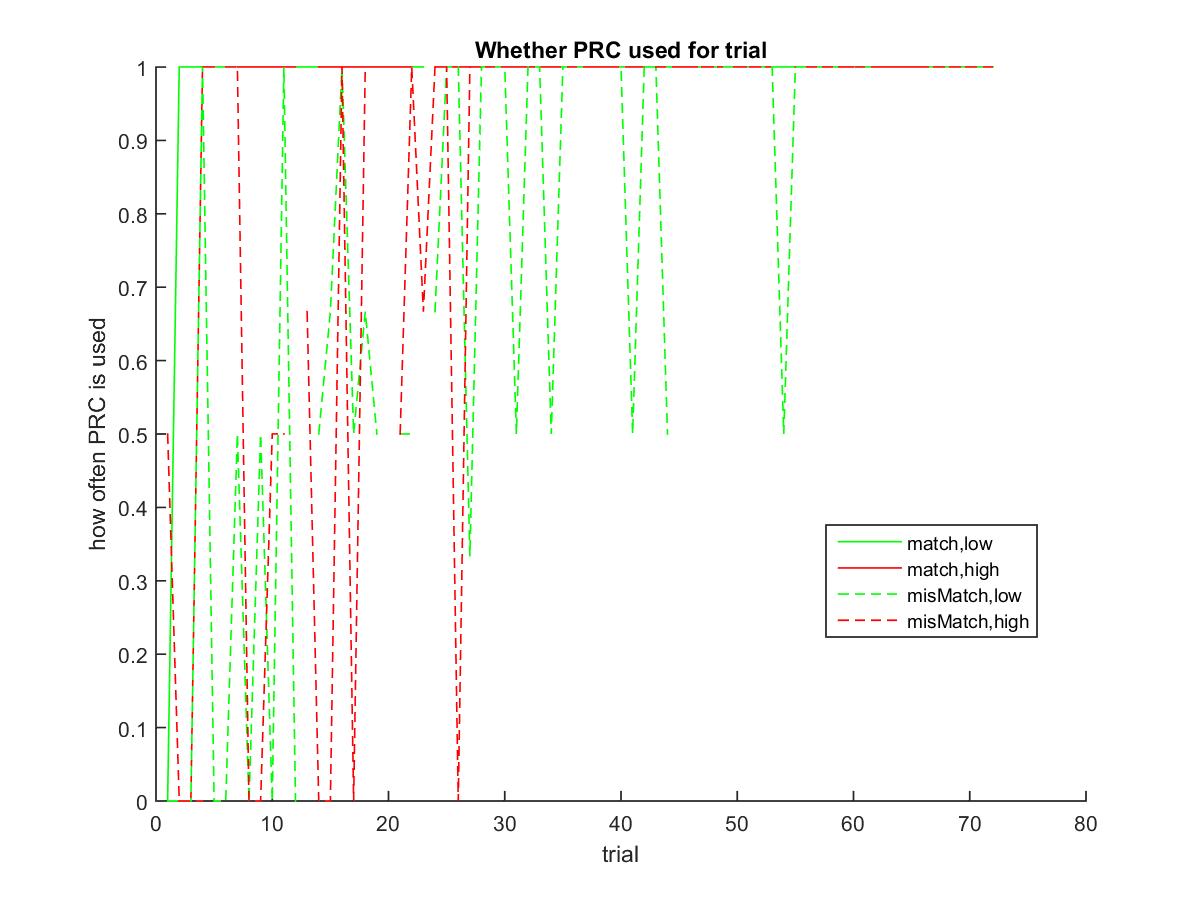 Whether PRC used for trial
how often PRC is used
1
0.9
0.8
0.7
0.6
0.5
0.4
0.3
0.2
0.1
0
match,low
match,high
misMatch,low
misMatch,high
0 10 20 30 40 50 60 70 80
trial